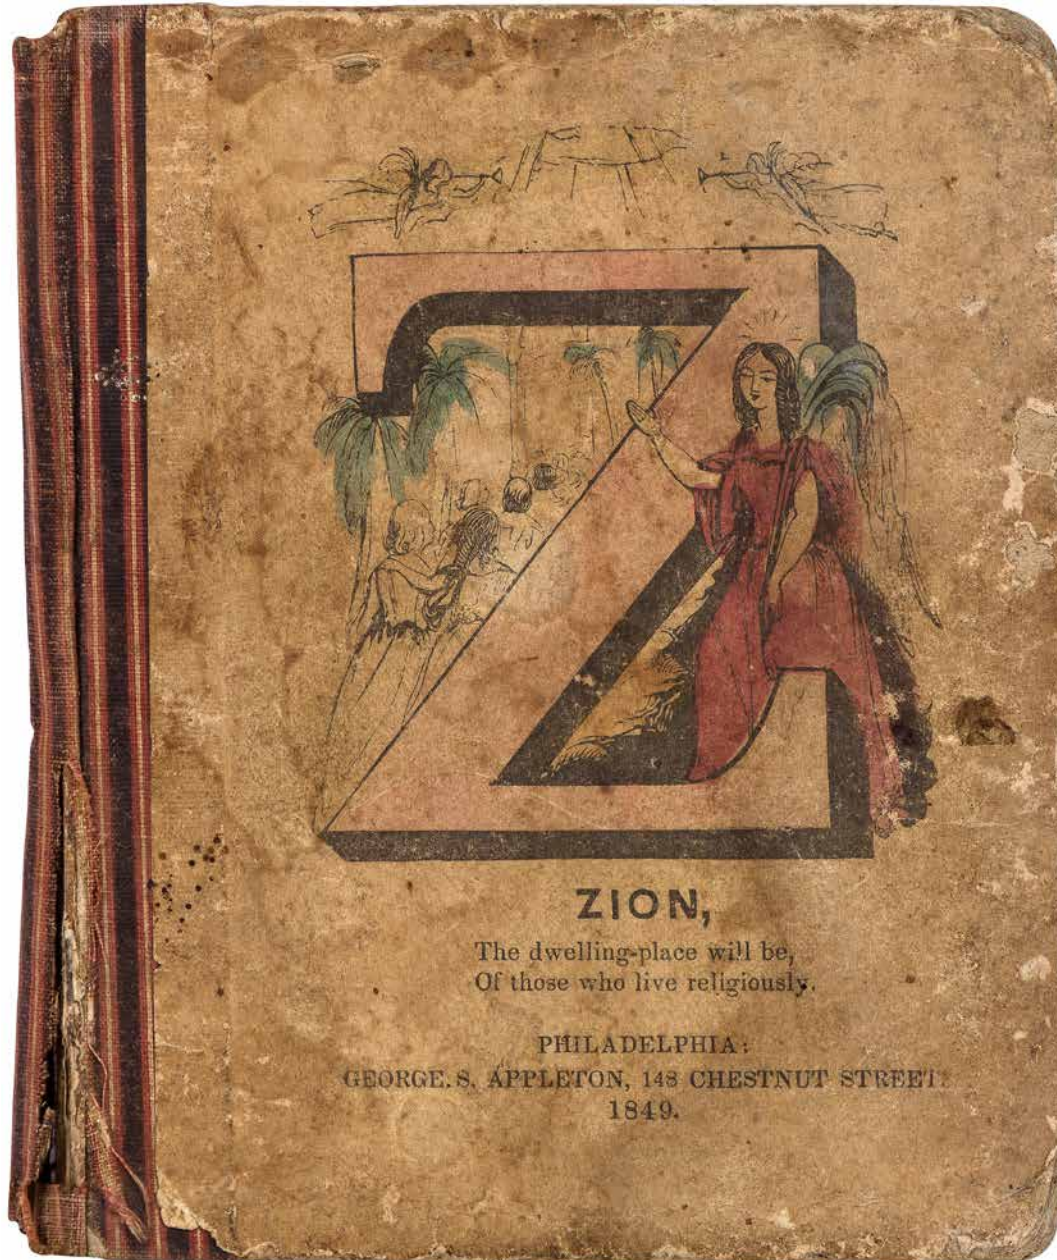 Z
ZION,
The dwelling-place will be,
Of those who live religiously.
PHILADELPHIA:
GEORGE. S. APPLETON, 148 CHESTNUT STREET.
1849.